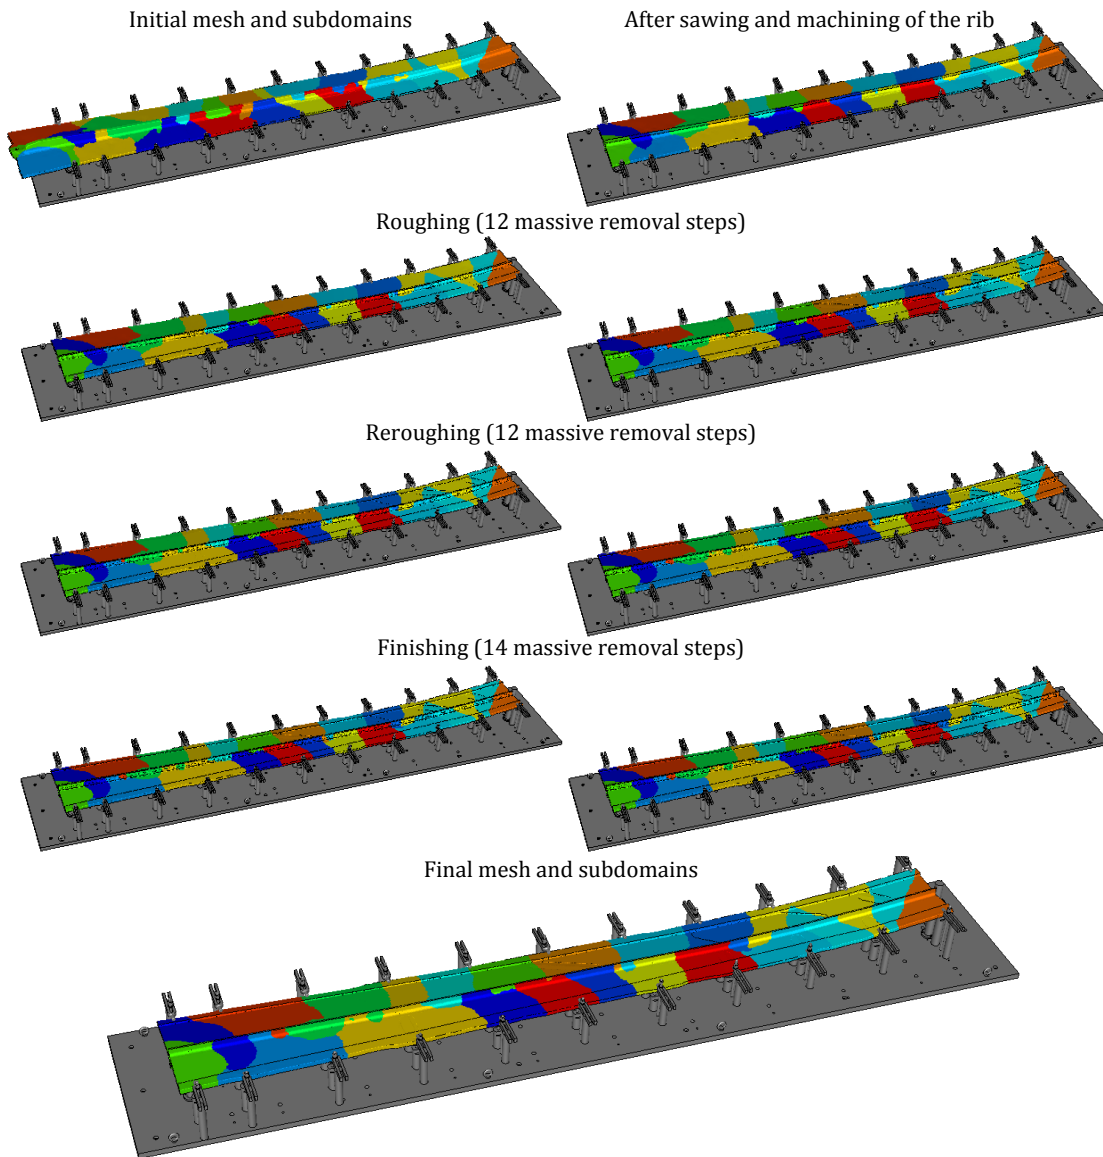 Initial mesh and subdomains
After sawing and machining of the rib
Roughing (12 massive removal steps)
Reroughing (12 massive removal steps)
Finishing (14 massive removal steps)
Final mesh and subdomains